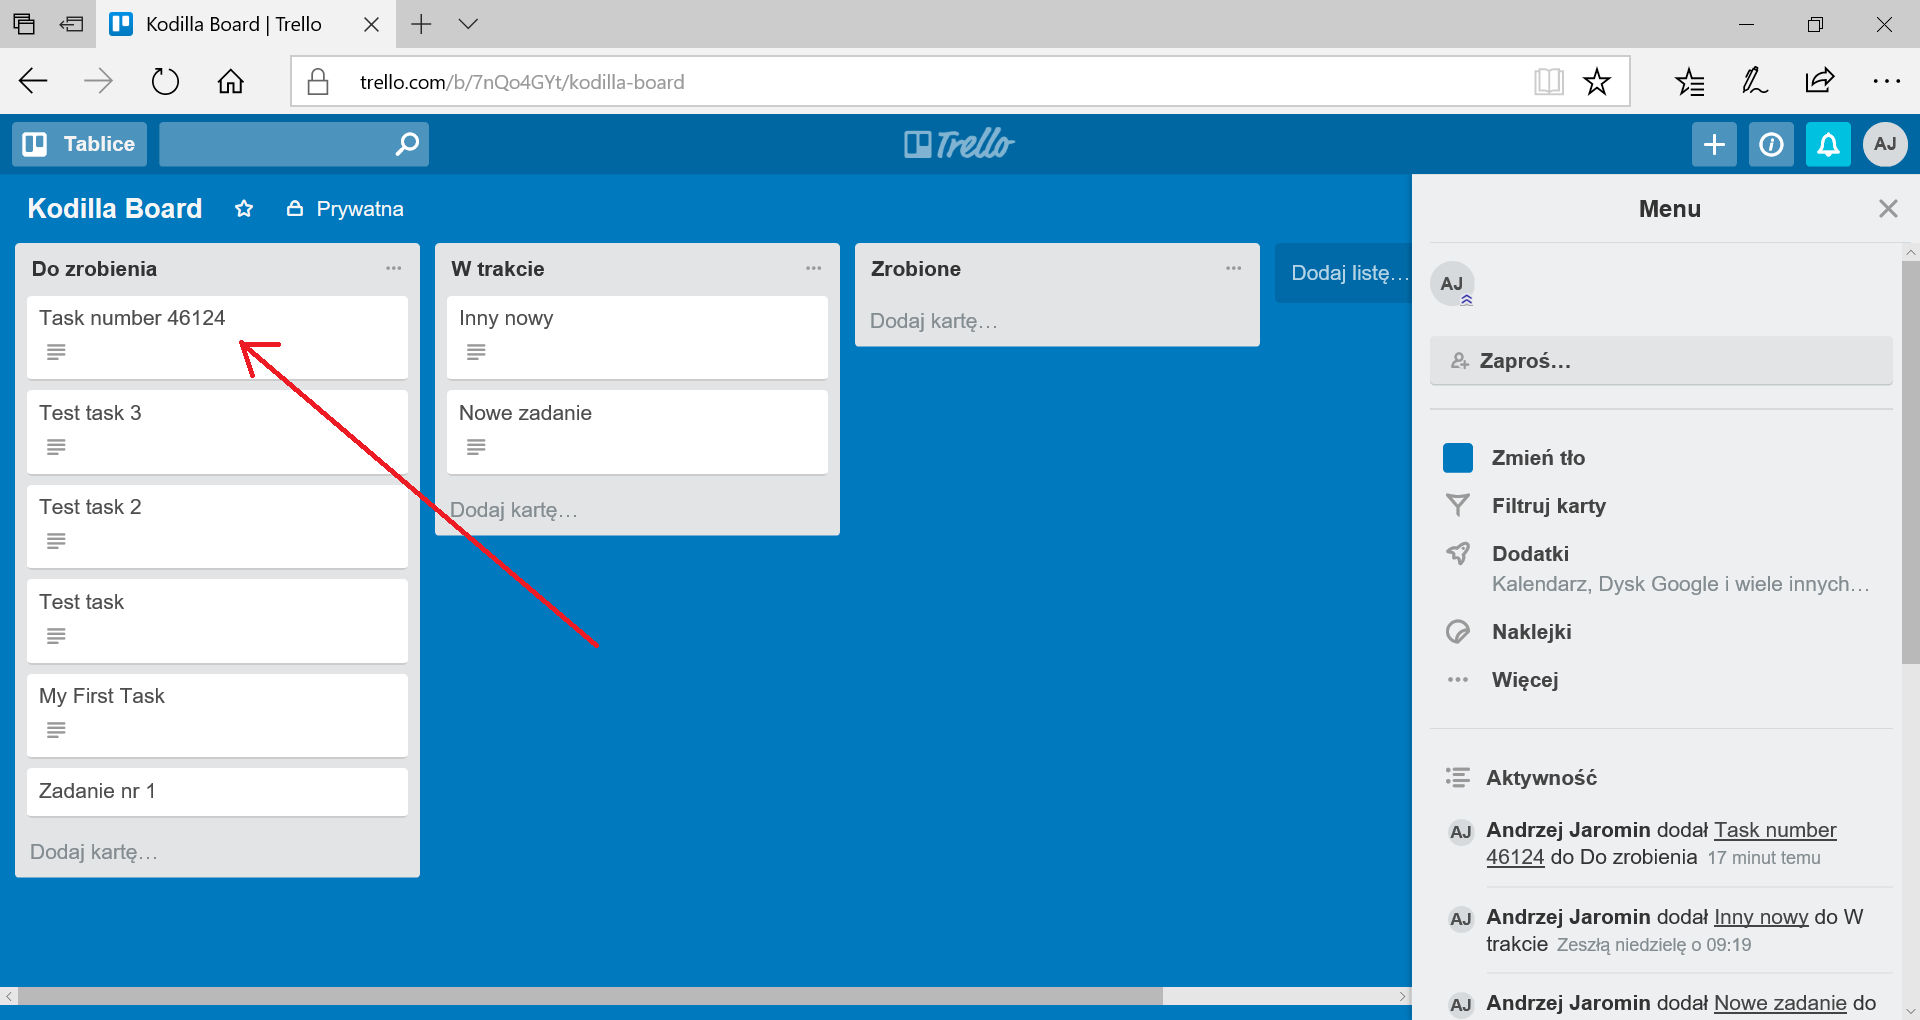 Kodilla Board | Trello
trello.com/b/7nQo4GYt/kodilla-board
Tablice
Trello
AJ
Kodilla Board
Prywatna
Do zrobienia
Task number 46124
Test task 3
Test task 2
Test task
My First Task
Zadanie nr 1
Dodaj kartę…
W trakcie
Inny nowy
Nowe zadanie
Dodaj kartę…
Zrobione
Dodaj kartę…
Dodaj listę…
Menu
AJ
Zaproś…
Zmień tło
Filtruj karty
Dodatki
Kalendarz, Dysk Google i wiele innych…
Naklejki
Więcej
Aktywność
AJ
Andrzej Jaromin dodał Task number
46124 do Do zrobienia 17 minut temu
AJ
Andrzej Jaromin dodał Inny nowy do W
trakcie Zeszłą niedzielę o 09:19
AJ
Andrzej Jaromin dodał Nowe zadanie do